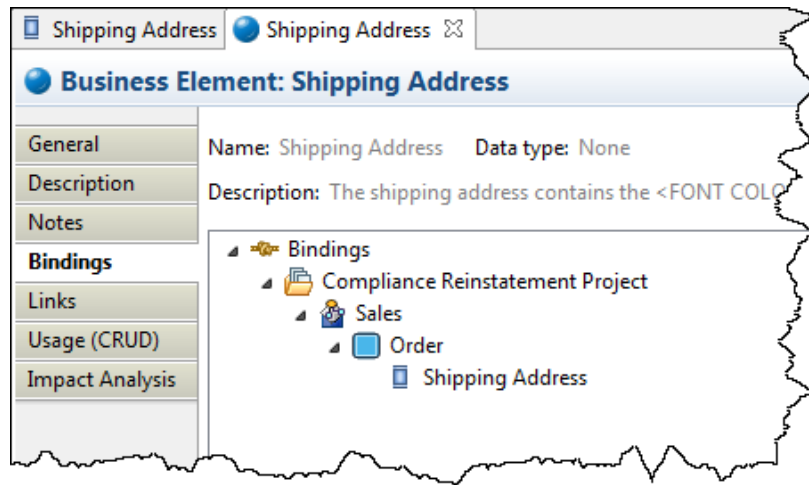 Shipping Address Shipping Address
Business Element: Shipping Address
General
Description
Notes
Bindings
Links
Usage (CRUD)
Impact Analysis
Name: Shipping Address Data type: None
Description: The shipping address contains the <FONT COLO
Bindings
Compliance Reinstatement Project
Sales
Order
Shipping Address